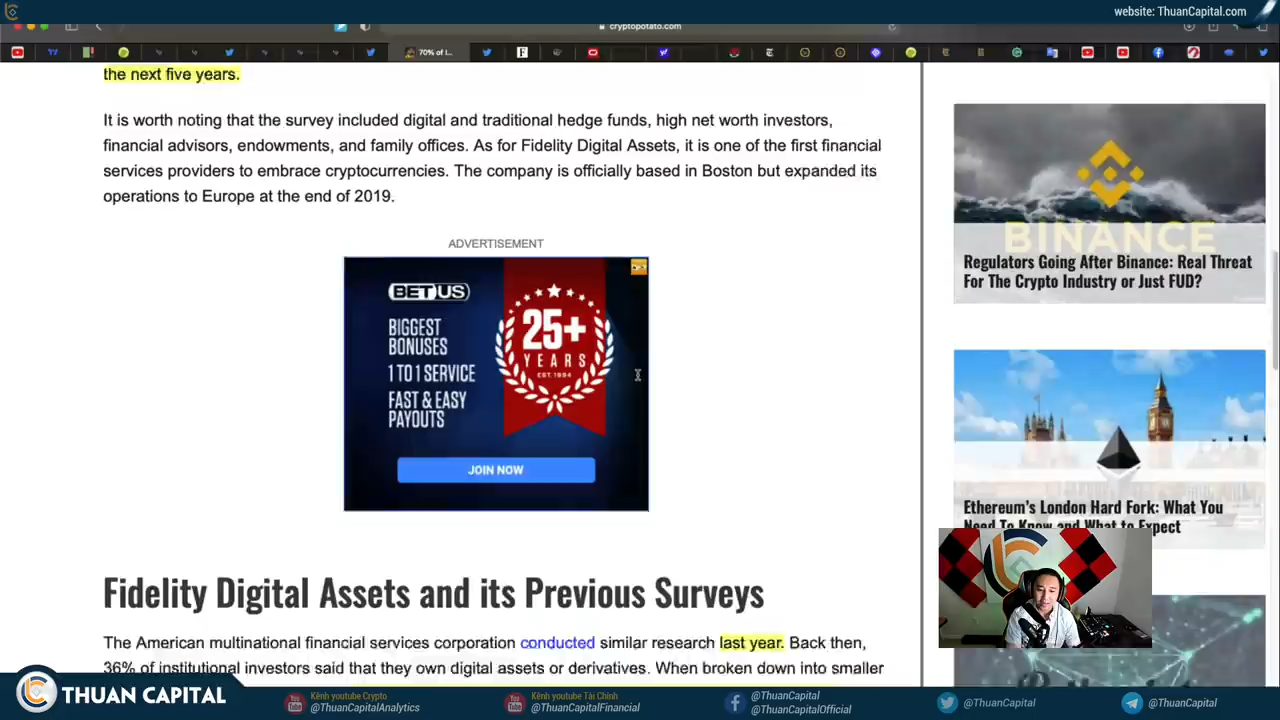 website: ThuanCapital.com
cryptopotato.com
70% of I...
the next five years.
It is worth noting that the survey included digital and traditional hedge funds, high net worth investors,
financial advisors, endowments, and family offices. As for Fidelity Digital Assets, it is one of the first financial
services providers to embrace cryptocurrencies. The company is officially based in Boston but expanded its
operations to Europe at the end of 2019.
ADVERTISEMENT
BETUS
BIGGEST
BONUSES
1 TO 1 SERVICE
FAST & EASY
PAYOUTS
25+
YEARS
EST. 1994
JOIN NOW
Fidelity Digital Assets and its Previous Surveys
The American multinational financial services corporation conducted similar research last year. Back then,
36% of institutional investors said that they own digital assets or derivatives. When broken down into smaller
BINANCE
Regulators Going After Binance: Real Threat
For The Crypto Industry or Just FUD?
Ethereum's London Hard Fork: What You
Need To Know and What to Expect
THUAN CAPITAL
Kênh youtube Crypto
@ThuanCapitalAnalytics
Kênh youtube Tài Chính
@ThuanCapitalFinancial
@ThuanCapital
@ThuanCapitalOfficial
@ThuanCapital
@ThuanCapital